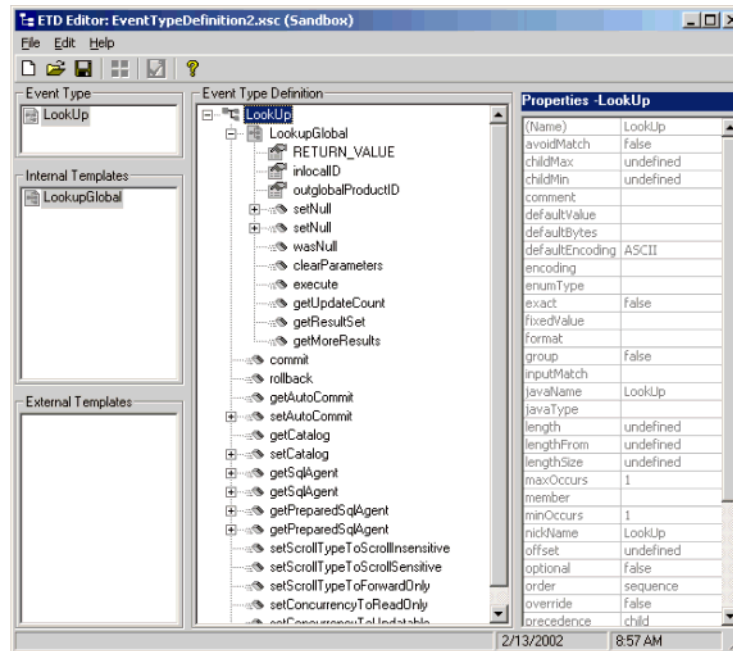 ETD Editor: EventTypeDefinition2.xsc (Sandbox)
File Edit Help
Event Type
LookUp
Internal Templates
LookupGlobal
External Templates
Event Type Definition
LookUp
LookupGlobal
RETURN_VALUE
inlocalID
outglobalProductID
setNull
setNull
wasNull
clearParameters
execute
getUpdateCount
getResultSet
getMoreResults
commit
rollback
getAutoCommit
setAutoCommit
getCatalog
setCatalog
getSqlAgent
getSqlAgent
getPreparedSqlAgent
getPreparedSqlAgent
setScrollTypeToScrollInsensitive
setScrollTypeToScrollSensitive
setScrollTypeToForwardOnly
setConcurrencyToReadOnly
setConcurrencyToUpdatable
Properties -LookUp
(Name) LookUp
avoidMatch false
childMax undefined
childMin undefined
comment
defaultValue
defaultBytes
defaultEncoding ASCII
encoding
enumType
exact false
fixedValue
format
group false
inputMatch
javaName LookUp
javaType
length undefined
lengthFrom undefined
lengthSize undefined
maxOccurs 1
member
minOccurs 1
nickName LookUp
offset undefined
optional false
order sequence
override false
precedence child
2/13/2002 8:57 AM